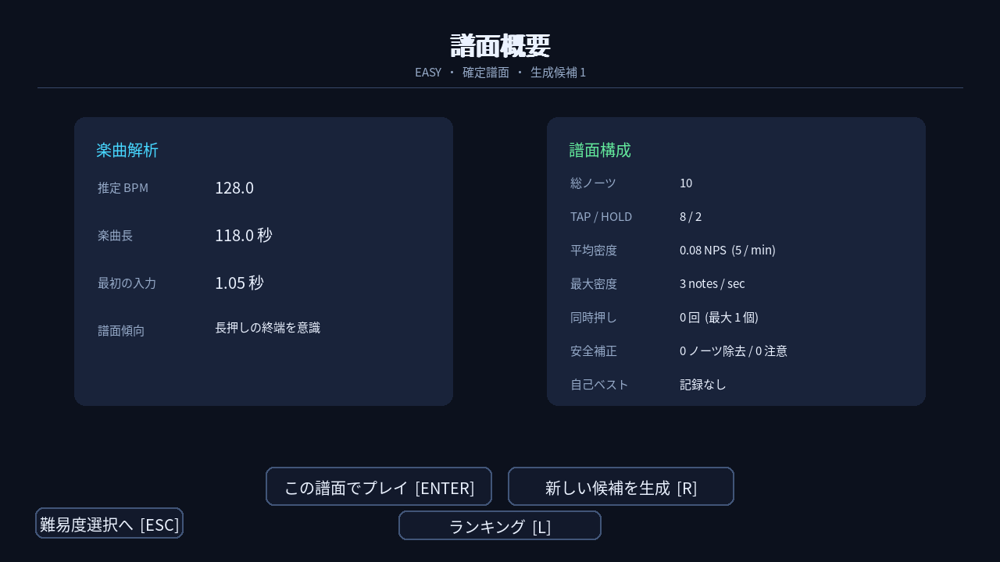 譜面概要
EASY ・ 確定譜面 ・ 生成候補 1
楽曲解析
推定 BPM 128.0
楽曲長 118.0 秒
最初の入力 1.05 秒
譜面傾向 長押しの終端を意識
譜面構成
総ノーツ 10
TAP / HOLD 8 / 2
平均密度 0.08 NPS (5 / min)
最大密度 3 notes / sec
同時押し 0 回 (最大 1 個)
安全補正 0 ノーツ除去 / 0 注意
自己ベスト 記録なし
この譜面でプレイ [ENTER]
新しい候補を生成 [R]
難易度選択へ [ESC]
ランキング [L]